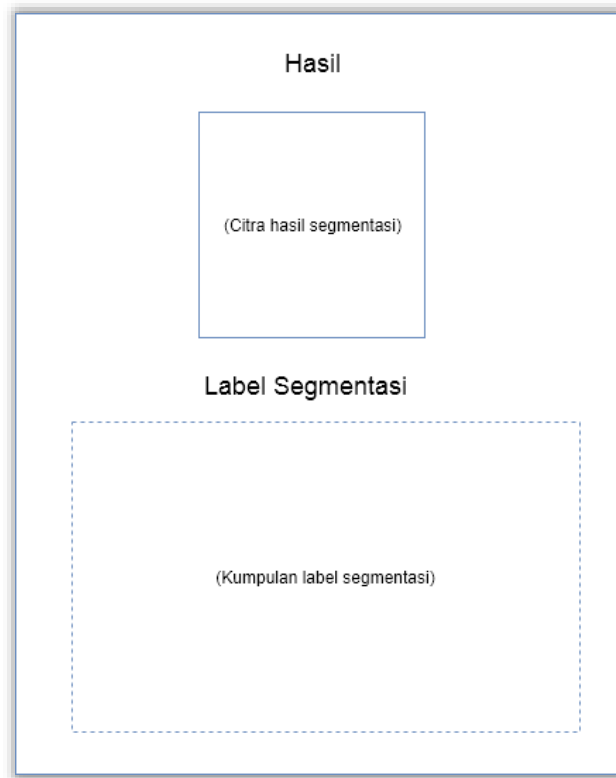 Hasil
(Citra hasil segmentasi)
Label Segmentasi
(Kumpulan label segmentasi)